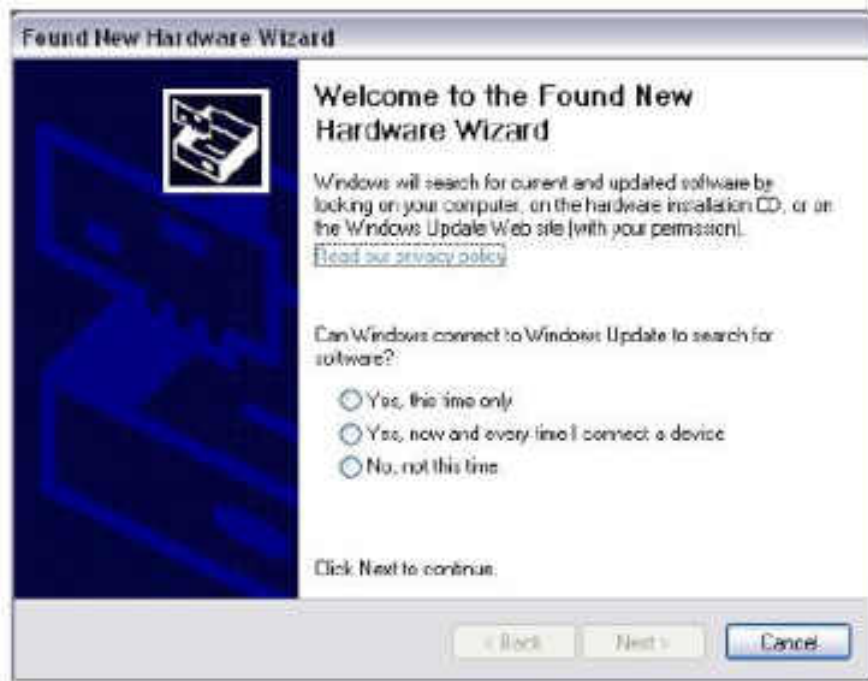 Found New Hardware Wizard
Welcome to the Found New
Hardware Wizard
Windows will search for current and updated software by
looking on your computer, on the hardware installation CD, or on
the Windows Update Web site (with your permission).
Read our privacy policy
Can Windows connect to Windows Update to search for
software?
Yes, this time only
Yes, now and every time I connect a device
No, not this time
Click Next to continue.
< Back
Next >
Cancel